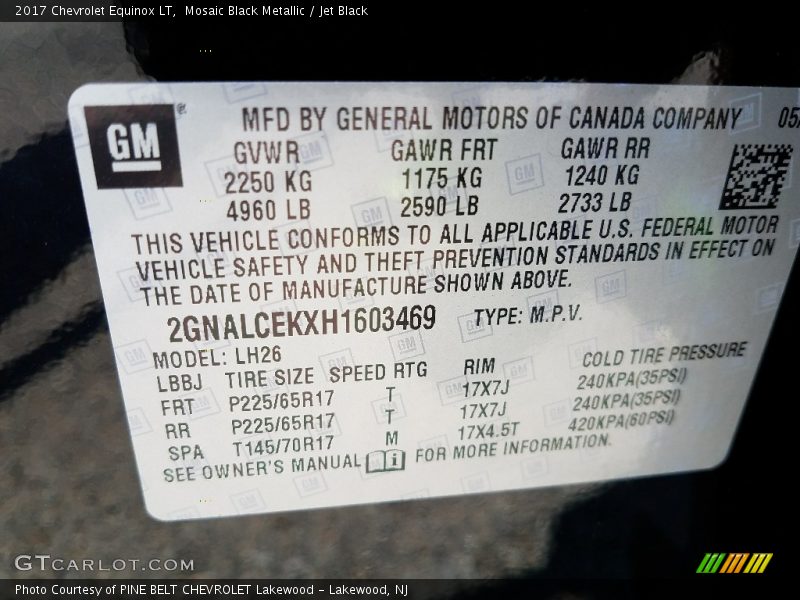 2017 Chevrolet Equinox LT, Mosaic Black Metallic / Jet Black
GM
MFD BY GENERAL MOTORS OF CANADA COMPANY 05/
GVWR GAWR FRT GAWR RR
2250 KG 1175 KG 1240 KG
4960 LB 2590 LB 2733 LB
THIS VEHICLE CONFORMS TO ALL APPLICABLE U.S. FEDERAL MOTOR
VEHICLE SAFETY AND THEFT PREVENTION STANDARDS IN EFFECT ON
THE DATE OF MANUFACTURE SHOWN ABOVE.
2GNALCEKXH1603469 TYPE: M.P.V.
MODEL: LH26
LBBJ TIRE SIZE SPEED RTG RIM COLD TIRE PRESSURE
FRT P225/65R17 T 17X7J 240KPA(35PSI)
RR P225/65R17 T 17X7J 240KPA(35PSI)
SPA T145/70R17 M 17X4.5T 420KPA(60PSI)
SEE OWNER'S MANUAL FOR MORE INFORMATION.
GTCARLOT.COM
Photo Courtesy of PINE BELT CHEVROLET Lakewood - Lakewood, NJ